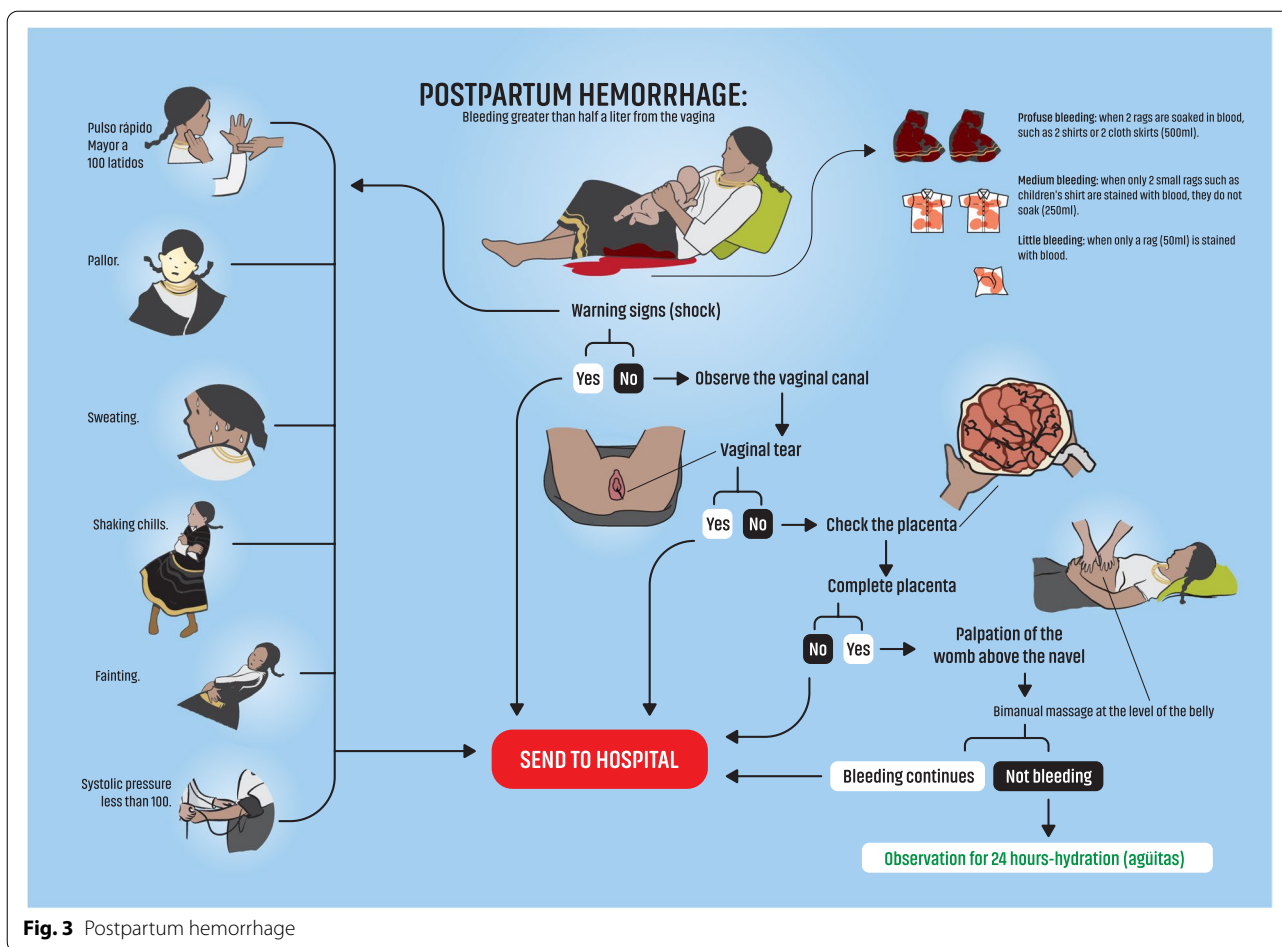 POSTPARTUM HEMORRHAGE:
Bleeding greater than half a liter from the vagina
Pulso rápido
Mayor a
100 latidos
Pallor.
Sweating.
Shaking chills.
Fainting.
Systolic pressure
less than 100.
Profuse bleeding: when 2 rags are soaked in blood,
such as 2 shirts or 2 cloth skirts (500ml).
Medium bleeding: when only 2 small rags such as
children's shirt are stained with blood, they do not
soak (250ml).
Little bleeding: when only a rag (50ml) is stained
with blood.
Warning signs (shock)
Yes No
Observe the vaginal canal
Vaginal tear
Yes No
Check the placenta
Complete placenta
No Yes
Palpation of the
womb above the navel
Bimanual massage at the level of the belly
Bleeding continues
Not bleeding
SEND TO HOSPITAL
Observation for 24 hours-hydration (agüitas)
Fig. 3 Postpartum hemorrhage